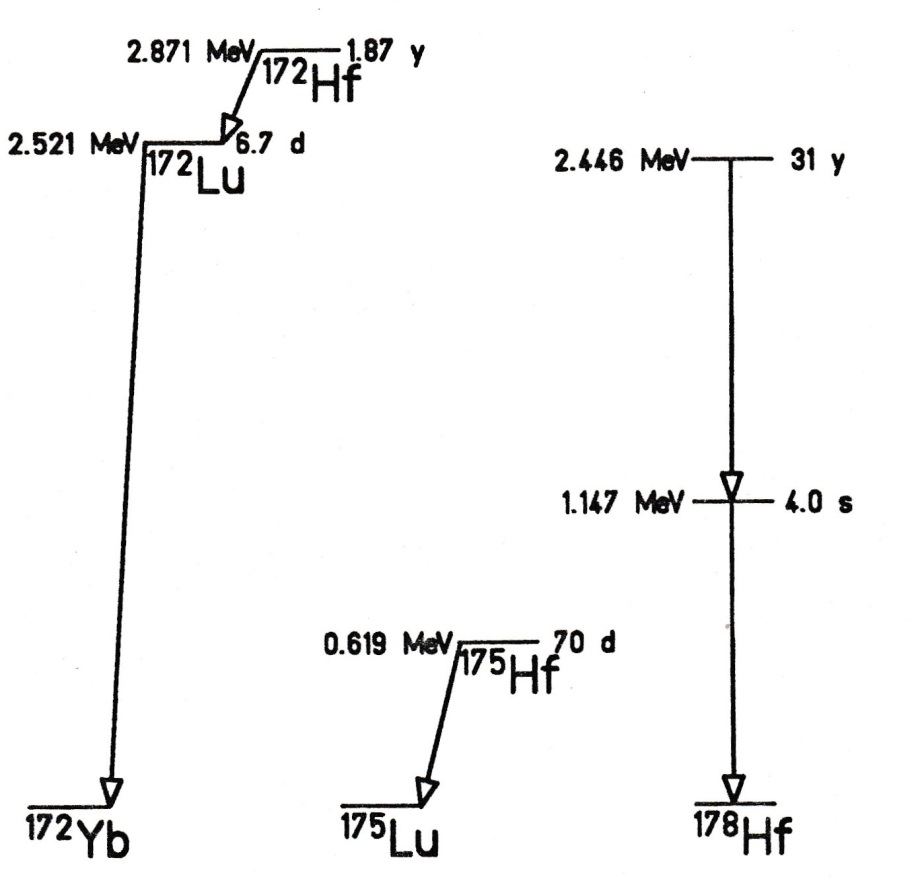 2.871 MeV 1.87 y
172Hf
2.521 MeV 6.7 d
172Lu
2.446 MeV 31 y
1.147 MeV 4.0 s
0.619 MeV 70 d
175Hf
172Yb 175Lu 178Hf